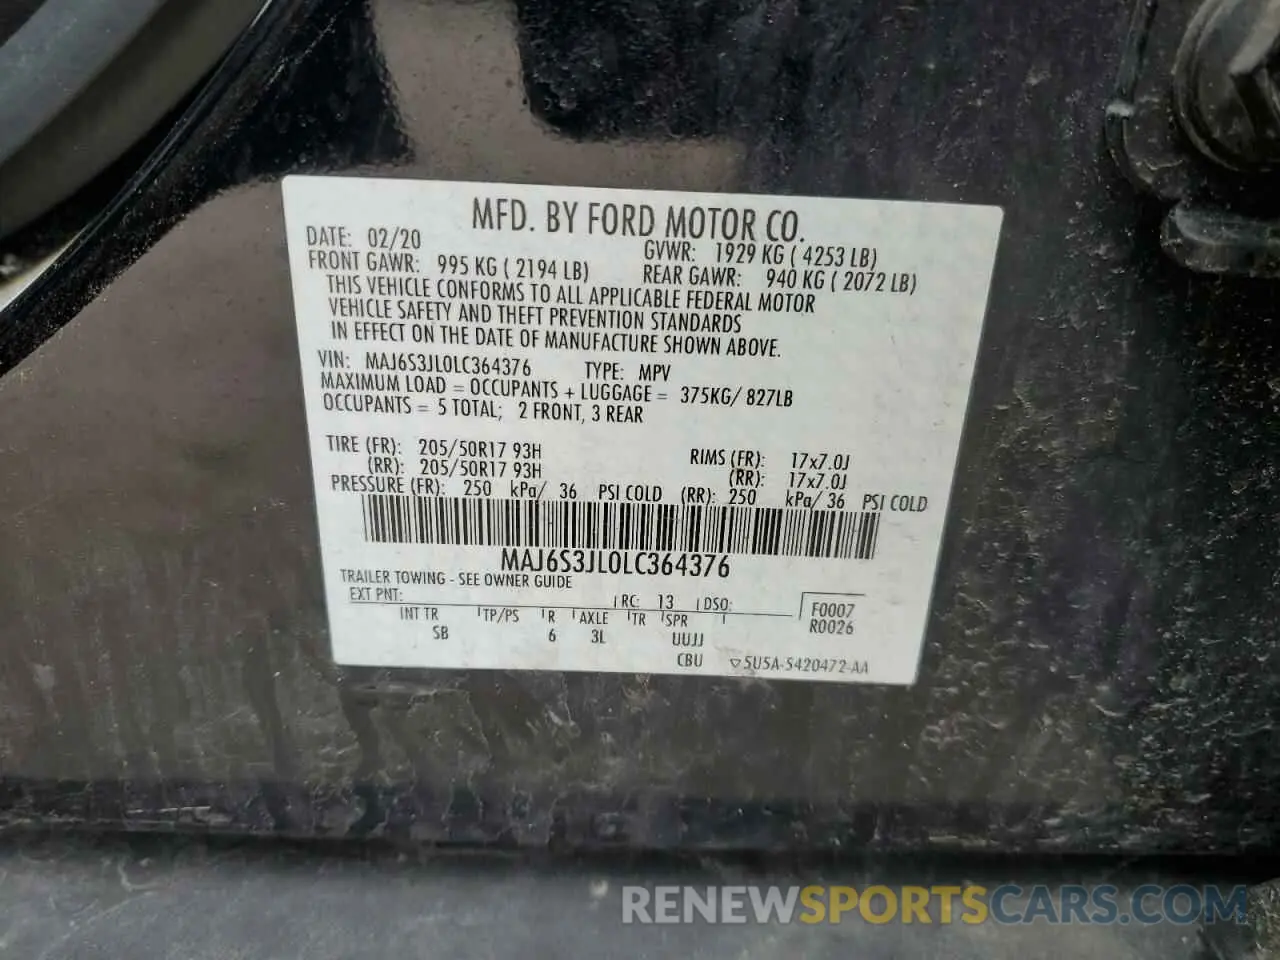 MFD. BY FORD MOTOR CO.
DATE: 02/20 GVWR: 1929 KG ( 4253 LB)
FRONT GAWR: 995 KG ( 2194 LB) REAR GAWR: 940 KG ( 2072 LB)
THIS VEHICLE CONFORMS TO ALL APPLICABLE FEDERAL MOTOR
VEHICLE SAFETY AND THEFT PREVENTION STANDARDS
IN EFFECT ON THE DATE OF MANUFACTURE SHOWN ABOVE.
VIN: MAJ6S3JL0LC364376 TYPE: MPV
MAXIMUM LOAD = OCCUPANTS + LUGGAGE = 375KG/ 827LB
OCCUPANTS = 5 TOTAL; 2 FRONT, 3 REAR
TIRE (FR): 205/50R17 93H RIMS (FR): 17x7.0J
(RR): 205/50R17 93H (RR): 17x7.0J
PRESSURE (FR): 250 kPa/ 36 PSI COLD (RR): 250 kPa/ 36 PSI COLD
MAJ6S3JL0LC364376
TRAILER TOWING - SEE OWNER GUIDE
EXT PNT: RC: 13 DSO: F0007
INT TR TP/PS R AXLE TR SPR R0026
SB 6 3L UUJJ
CBU 5U5A-5420472-AA
RENEWSPORTSCARS.COM